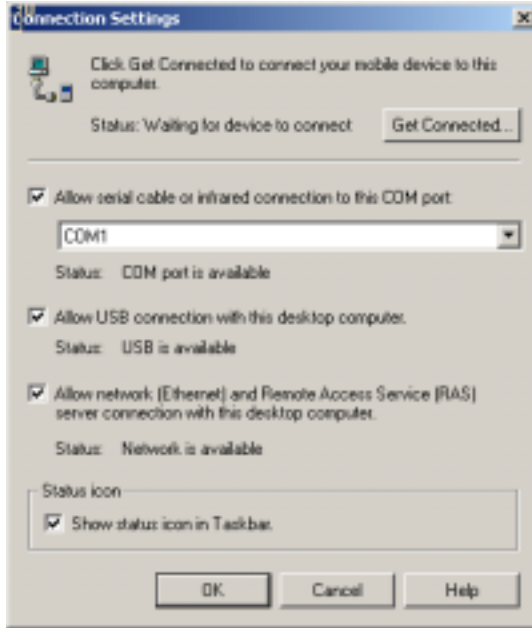 Connection Settings
Click Get Connected to connect your mobile device to this
computer.
Status: Waiting for device to connect
Get Connected...
Allow serial cable or infrared connection to this COM port:
COM1
Status: COM port is available
Allow USB connection with this desktop computer.
Status: USB is available
Allow network (Ethernet) and Remote Access Service (RAS)
server connection with this desktop computer.
Status: Network is available
Status icon
Show status icon in Taskbar.
OK Cancel Help